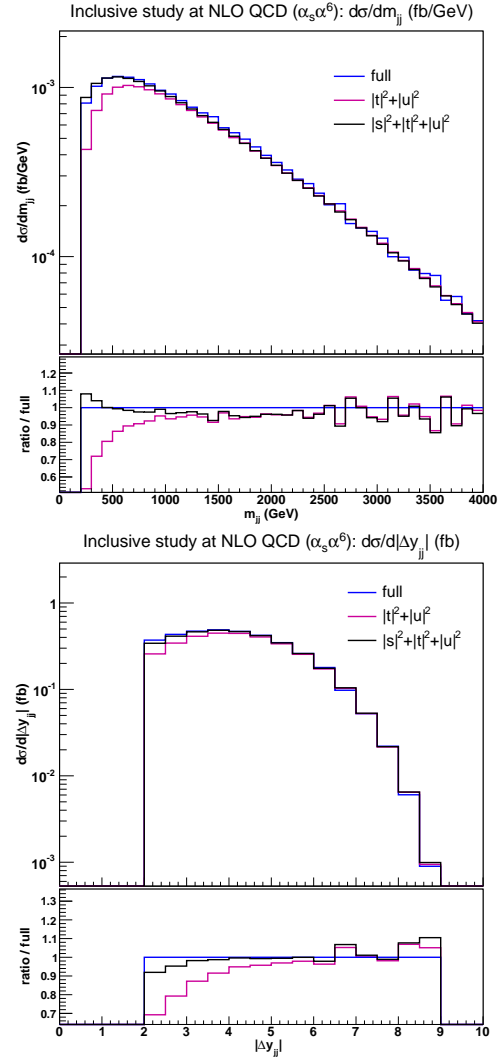 Inclusive study at NLO QCD (αₛα⁶): dσ/dm_jj (fb/GeV)
full
|t|²+|u|²
|s|²+|t|²+|u|²
dσ/dm_jj (fb/GeV)
10⁻³
10⁻⁴
ratio / full
1.2
1.1
1
0.9
0.8
0.7
0.6
0 500 1000 1500 2000 2500 3000 3500 4000
m_jj (GeV)
Inclusive study at NLO QCD (αₛα⁶): dσ/d|Δy_jj| (fb)
full
|t|²+|u|²
|s|²+|t|²+|u|²
dσ/d|Δy_jj| (fb)
1
10⁻¹
10⁻²
10⁻³
ratio / full
1.3
1.2
1.1
1
0.9
0.8
0.7
0 1 2 3 4 5 6 7 8 9 10
|Δy_jj|